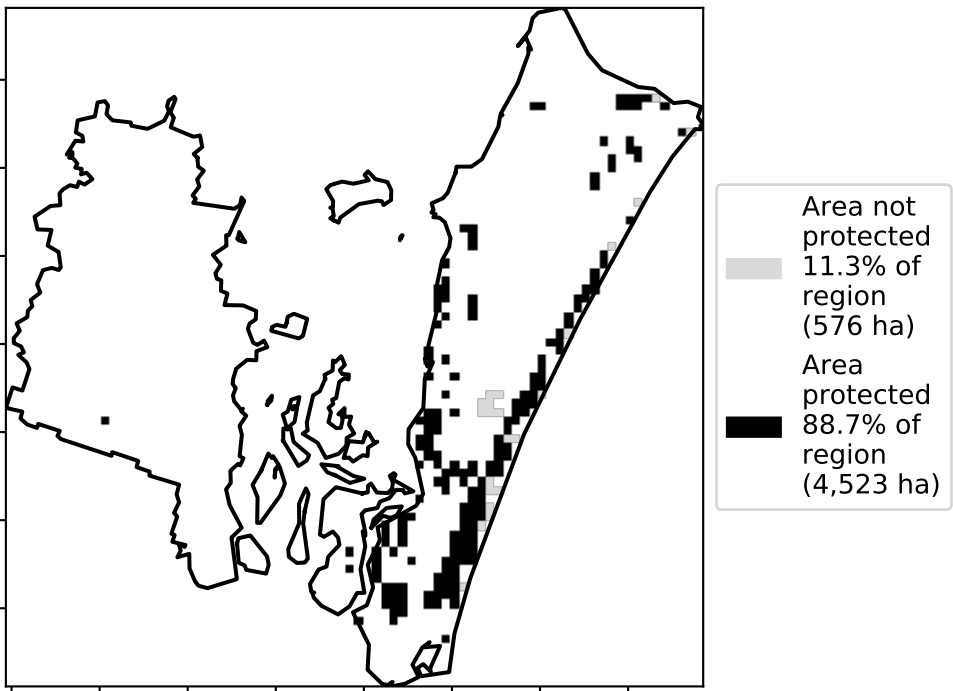 Area not
protected
11.3% of
region
(576 ha)
Area
protected
88.7% of
region
(4,523 ha)